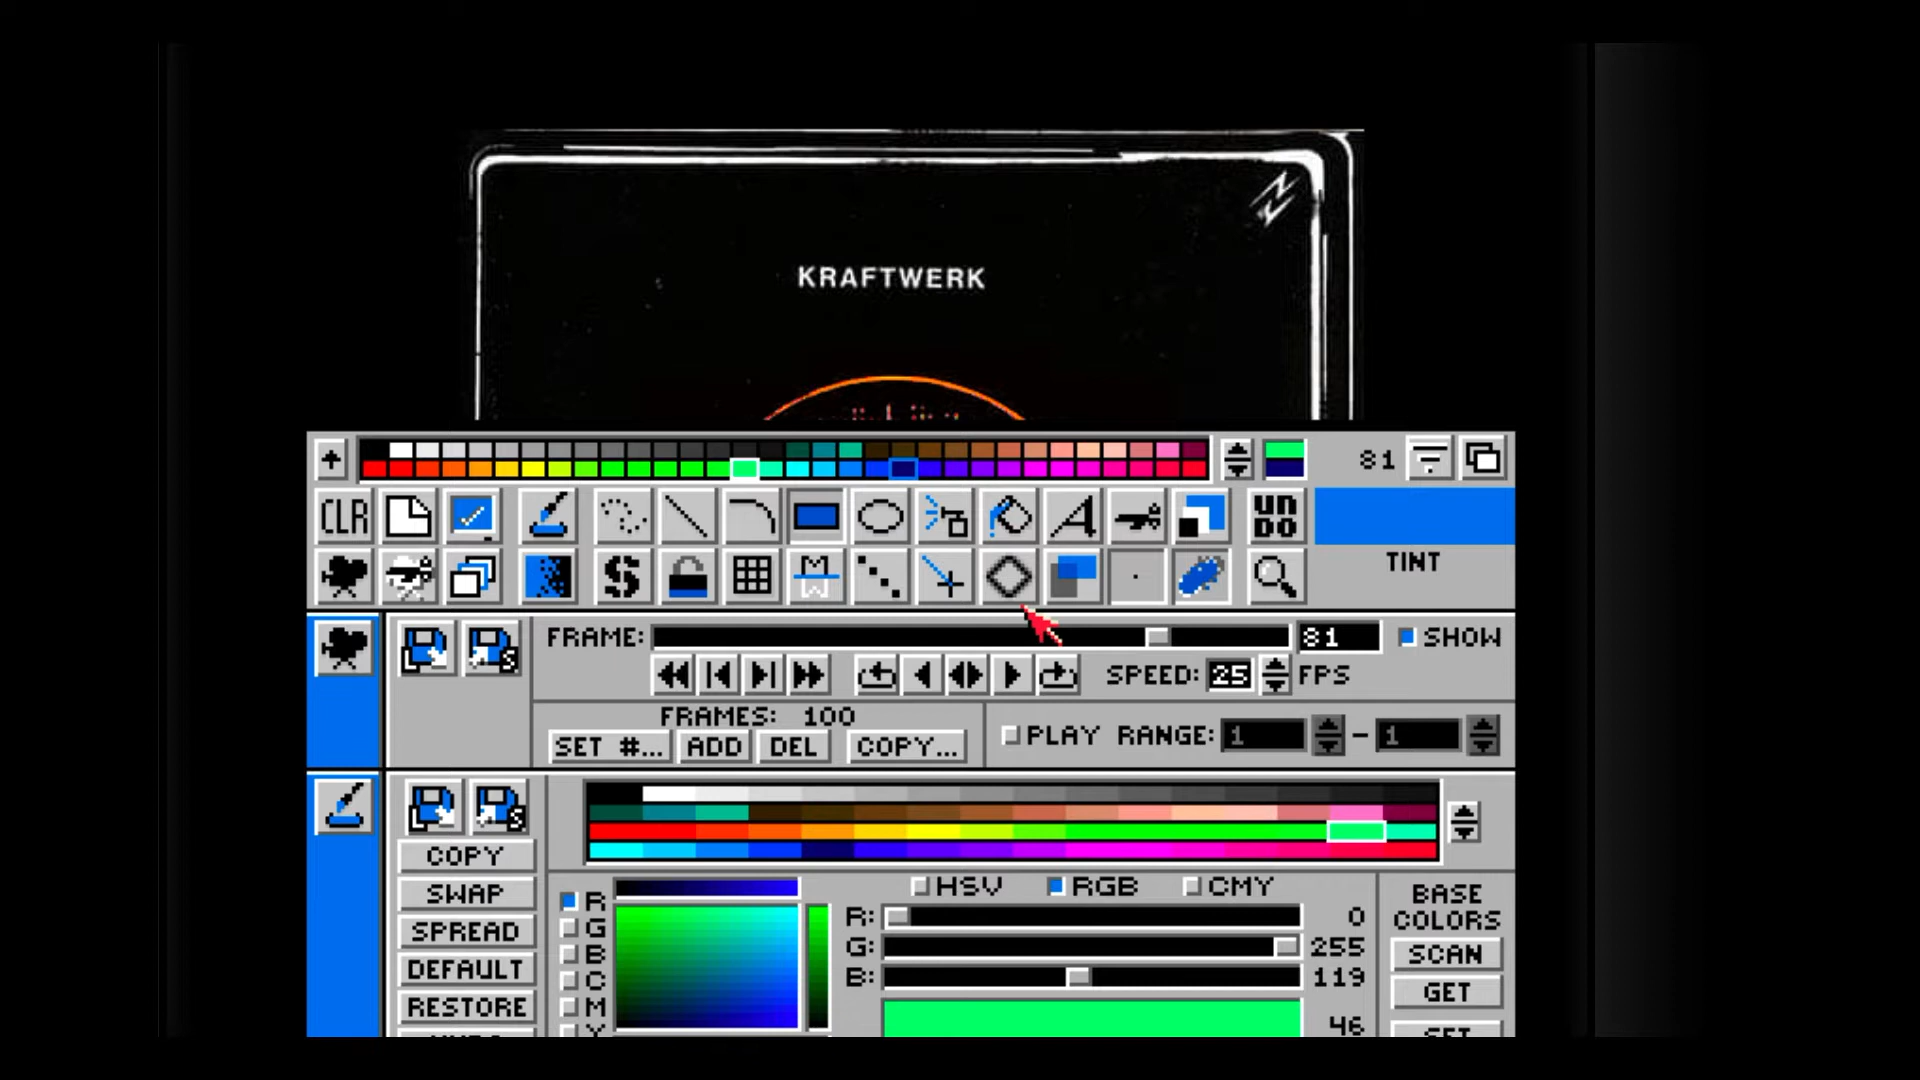 KRAFTWERK
81
CLR
UN
DO
TINT
FRAME: 81 SHOW
SPEED: 25 FPS
FRAMES: 100
SET #... ADD DEL COPY...
PLAY RANGE: 1 - 1
COPY
SWAP
SPREAD
DEFAULT
RESTORE
R
G
B
C
M
Y
HSV RGB CMY
R: 0
G: 255
B: 119
46
BASE
COLORS
SCAN
GET